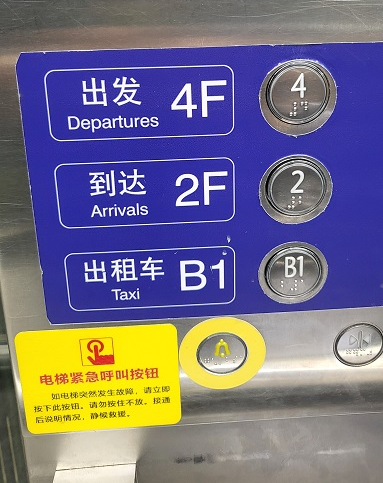 出发 4F 4
Departures
到达 2F 2
Arrivals
出租车 B1 B1
Taxi
电梯紧急呼叫按钮
如电梯突然发生故障，请立即
按下此按钮。请勿按住不放。接通
后说明情况，静候救援。